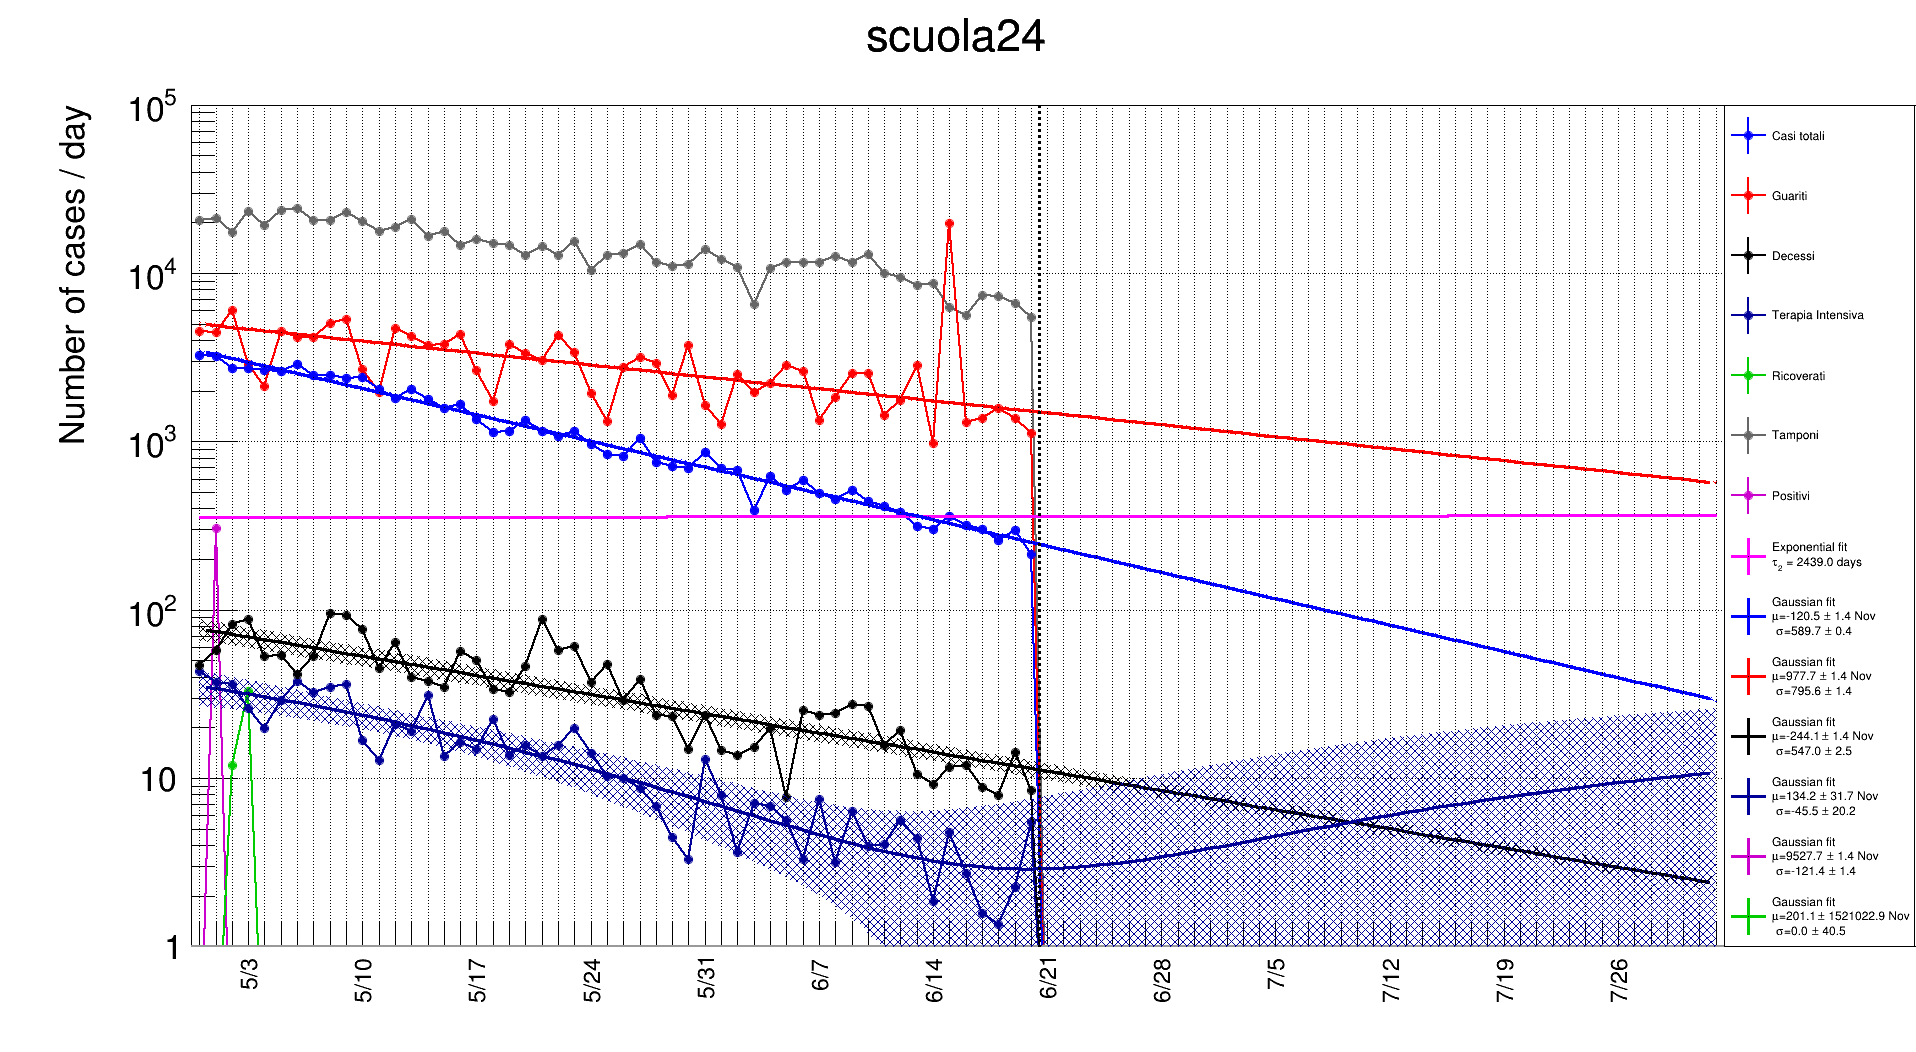 scuola24
Number of cases / day
10^5
10^4
10^3
10^2
10
1
5/3
5/10
5/17
5/24
5/31
6/7
6/14
6/21
6/28
7/5
7/12
7/19
7/26
Casi totali
Guariti
Decessi
Terapia Intensiva
Ricoverati
Tamponi
Positivi
Exponential fit
τ₂ = 2439.0 days
Gaussian fit
μ=-120.5 ± 1.4 Nov
σ=589.7 ± 0.4
Gaussian fit
μ=977.7 ± 1.4 Nov
σ=795.6 ± 1.4
Gaussian fit
μ=-244.1 ± 1.4 Nov
σ=547.0 ± 2.5
Gaussian fit
μ=134.2 ± 31.7 Nov
σ=-45.5 ± 20.2
Gaussian fit
μ=9527.7 ± 1.4 Nov
σ=-121.4 ± 1.4
Gaussian fit
μ=201.1 ± 1521022.9 Nov
σ=0.0 ± 40.5